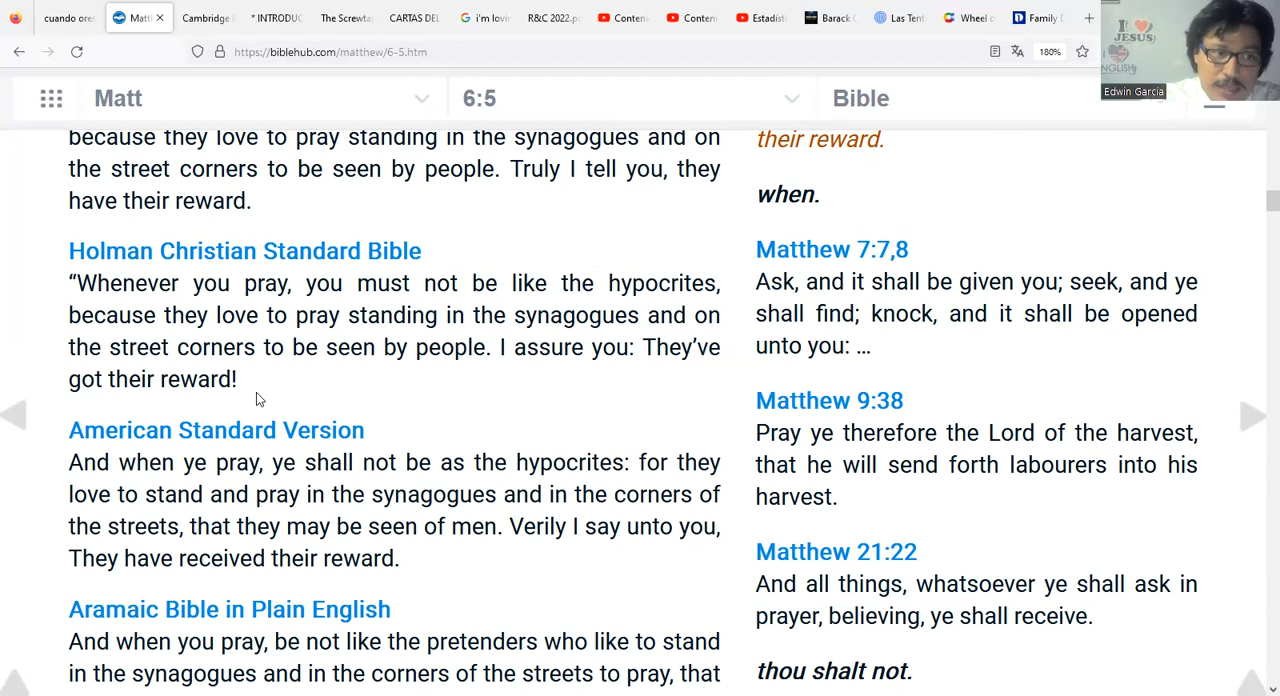 cuando ores
Matt
Cambridge
* INTRODUC
The Screwta
CARTAS DEL
i'm lovin
R&C 2022.p
Conten
Conten
Estadíst
Barack
Las Tent
Wheel o
Family
https://biblehub.com/matthew/6-5.htm
180%
I
JESUS
ENGLISH
Edwin Garcia
Matt
6:5
Bible
because they love to pray standing in the synagogues and on
the street corners to be seen by people. Truly I tell you, they
have their reward.
Holman Christian Standard Bible
“Whenever you pray, you must not be like the hypocrites,
because they love to pray standing in the synagogues and on
the street corners to be seen by people. I assure you: They’ve
got their reward!
American Standard Version
And when ye pray, ye shall not be as the hypocrites: for they
love to stand and pray in the synagogues and in the corners of
the streets, that they may be seen of men. Verily I say unto you,
They have received their reward.
Aramaic Bible in Plain English
And when you pray, be not like the pretenders who like to stand
in the synagogues and in the corners of the streets to pray, that
their reward.
when.
Matthew 7:7,8
Ask, and it shall be given you; seek, and ye
shall find; knock, and it shall be opened
unto you: …
Matthew 9:38
Pray ye therefore the Lord of the harvest,
that he will send forth labourers into his
harvest.
Matthew 21:22
And all things, whatsoever ye shall ask in
prayer, believing, ye shall receive.
thou shalt not.